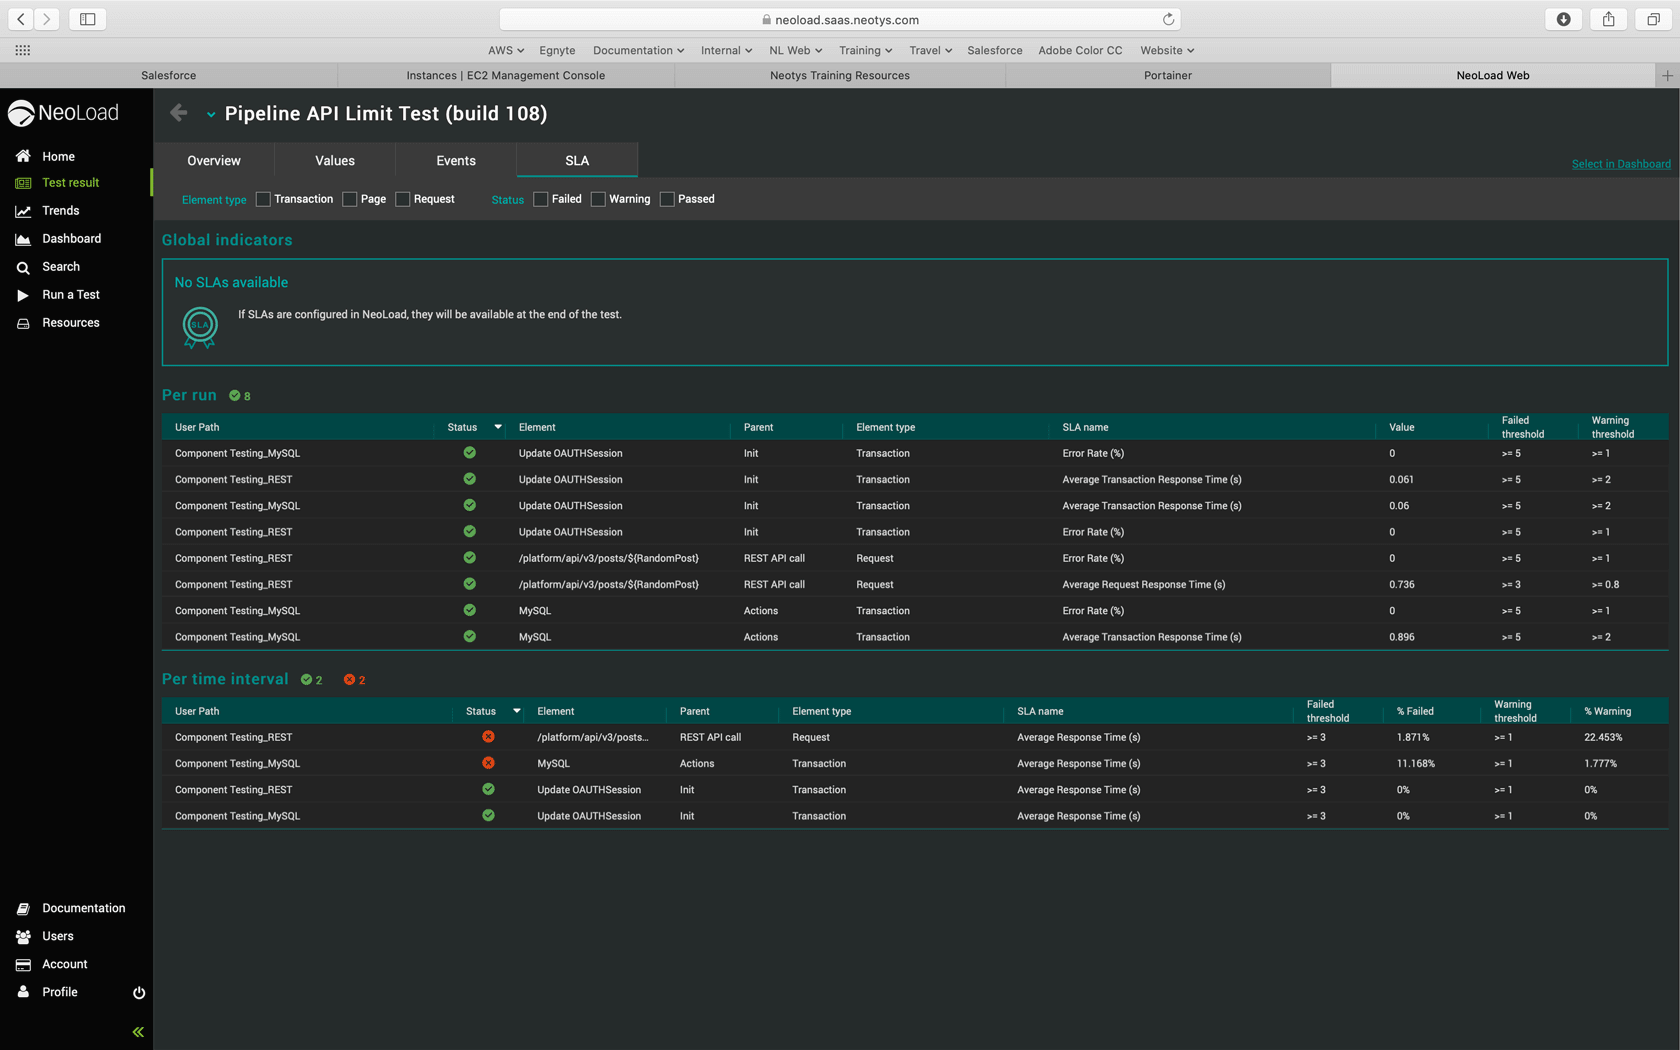 neoload.saas.neotys.com
AWS Egnyte Documentation Internal NL Web Training Travel Salesforce Adobe Color CC Website
Salesforce Instances | EC2 Management Console Neotys Training Resources Portainer NeoLoad Web
NeoLoad
Pipeline API Limit Test (build 108)
Home
Test result
Trends
Dashboard
Search
Run a Test
Resources
Overview Values Events SLA
Select in Dashboard
Element type Transaction Page Request Status Failed Warning Passed
Global indicators
No SLAs available
SLA
If SLAs are configured in NeoLoad, they will be available at the end of the test.
Per run 8
User Path Status Element Parent Element type SLA name Value Failed threshold Warning threshold
Component Testing_MySQL Update OAUTHSession Init Transaction Error Rate (%) 0 >= 5 >= 1
Component Testing_REST Update OAUTHSession Init Transaction Average Transaction Response Time (s) 0.061 >= 5 >= 2
Component Testing_MySQL Update OAUTHSession Init Transaction Average Transaction Response Time (s) 0.06 >= 5 >= 2
Component Testing_REST Update OAUTHSession Init Transaction Error Rate (%) 0 >= 5 >= 1
Component Testing_REST /platform/api/v3/posts/${RandomPost} REST API call Request Error Rate (%) 0 >= 5 >= 1
Component Testing_REST /platform/api/v3/posts/${RandomPost} REST API call Request Average Request Response Time (s) 0.736 >= 3 >= 0.8
Component Testing_MySQL MySQL Actions Transaction Error Rate (%) 0 >= 5 >= 1
Component Testing_MySQL MySQL Actions Transaction Average Transaction Response Time (s) 0.896 >= 5 >= 2
Per time interval 2 2
User Path Status Element Parent Element type SLA name Failed threshold % Failed Warning threshold % Warning
Component Testing_REST /platform/api/v3/posts... REST API call Request Average Response Time (s) >= 3 1.871% >= 1 22.453%
Component Testing_MySQL MySQL Actions Transaction Average Response Time (s) >= 3 11.168% >= 1 1.777%
Component Testing_REST Update OAUTHSession Init Transaction Average Response Time (s) >= 3 0% >= 1 0%
Component Testing_MySQL Update OAUTHSession Init Transaction Average Response Time (s) >= 3 0% >= 1 0%
Documentation
Users
Account
Profile